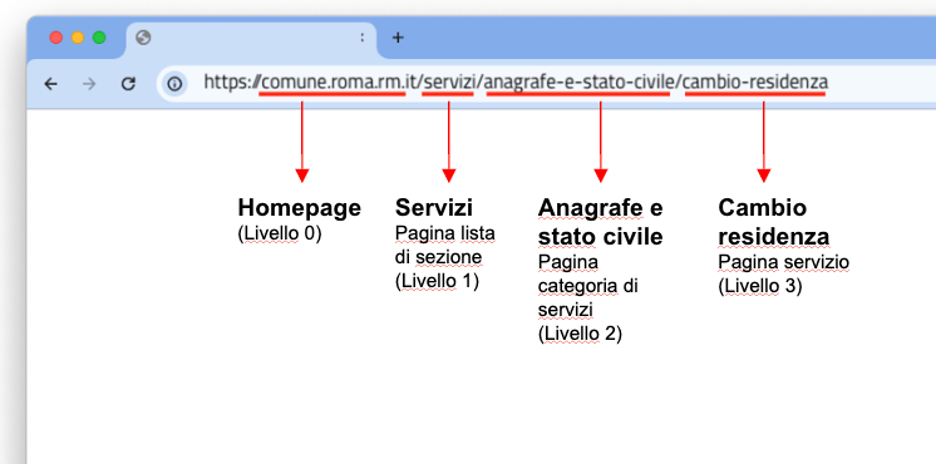 https://comune.roma.rm.it/servizi/anagrafe-e-stato-civile/cambio-residenza
Homepage
(Livello 0)
Servizi
Pagina lista
di sezione
(Livello 1)
Anagrafe e
stato civile
Pagina
categoria di
servizi
(Livello 2)
Cambio
residenza
Pagina servizio
(Livello 3)